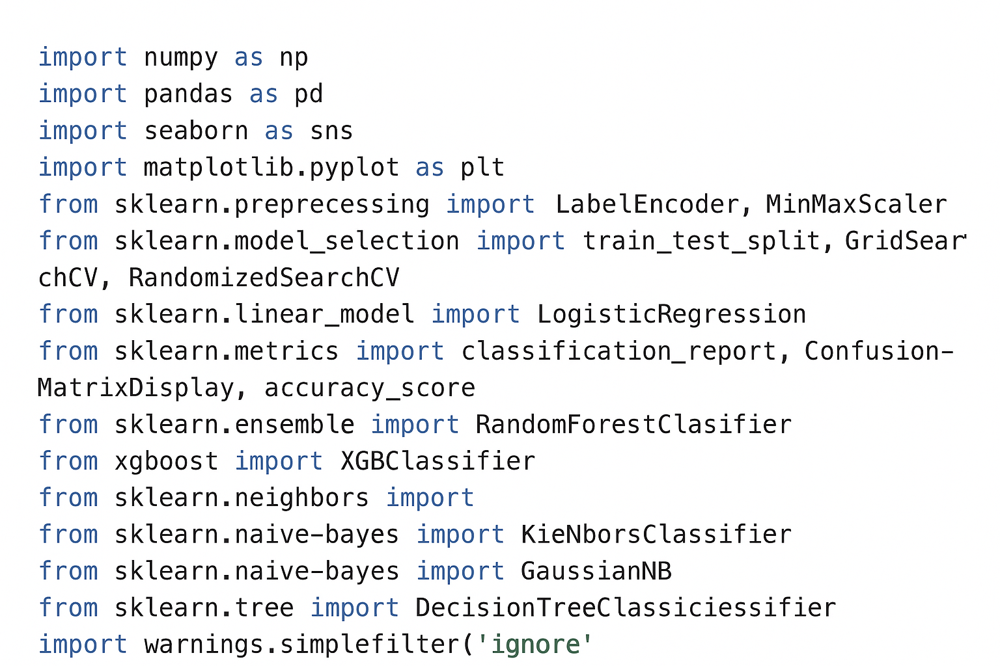 import numpy as np
import pandas as pd
import seaborn as sns
import matplotlib.pyplot as plt
from sklearn.preprecessing import LabelEncoder, MinMaxScaler
from sklearn.model_selection import train_test_split, GridSear
chCV, RandomizedSearchCV
from sklearn.linear_model import LogisticRegression
from sklearn.metrics import classification_report, Confusion-
MatrixDisplay, accuracy_score
from sklearn.ensemble import RandomForestClasifier
from xgboost import XGBClassifier
from sklearn.neighbors import
from sklearn.naive-bayes import KieNborsClassifier
from sklearn.naive-bayes import GaussianNB
from sklearn.tree import DecisionTreeClassiciessifier
import warnings.simplefilter('ignore'